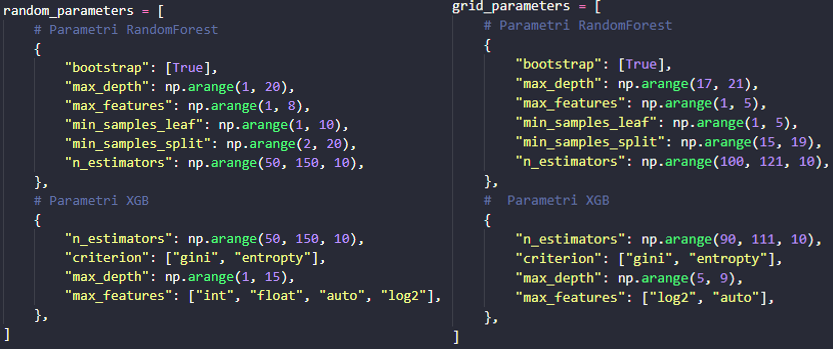 random_parameters = [
# Parametri RandomForest
{
"bootstrap": [True],
"max_depth": np.arange(1, 20),
"max_features": np.arange(1, 8),
"min_samples_leaf": np.arange(1, 10),
"min_samples_split": np.arange(2, 20),
"n_estimators": np.arange(50, 150, 10),
},
# Parametri XGB
{
"n_estimators": np.arange(50, 150, 10),
"criterion": ["gini", "entropty"],
"max_depth": np.arange(1, 15),
"max_features": ["int", "float", "auto", "log2"],
},
]
grid_parameters = [
# Parametri RandomForest
{
"bootstrap": [True],
"max_depth": np.arange(17, 21),
"max_features": np.arange(1, 5),
"min_samples_leaf": np.arange(1, 5),
"min_samples_split": np.arange(15, 19),
"n_estimators": np.arange(100, 121, 10),
},
#  Parametri XGB
{
"n_estimators": np.arange(90, 111, 10),
"criterion": ["gini", "entropty"],
"max_depth": np.arange(5, 9),
"max_features": ["log2", "auto"],
},
]